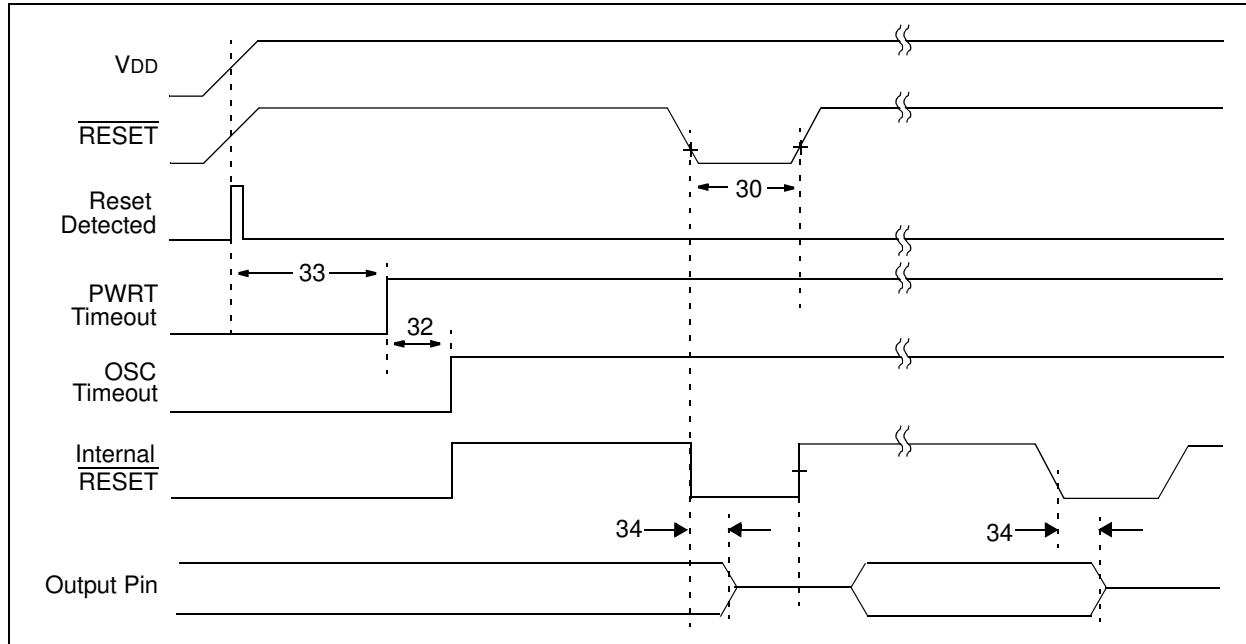 VDD
RESET
Reset
Detected
30
33
PWRT
Timeout
32
OSC
Timeout
Internal
RESET
34
34
Output Pin